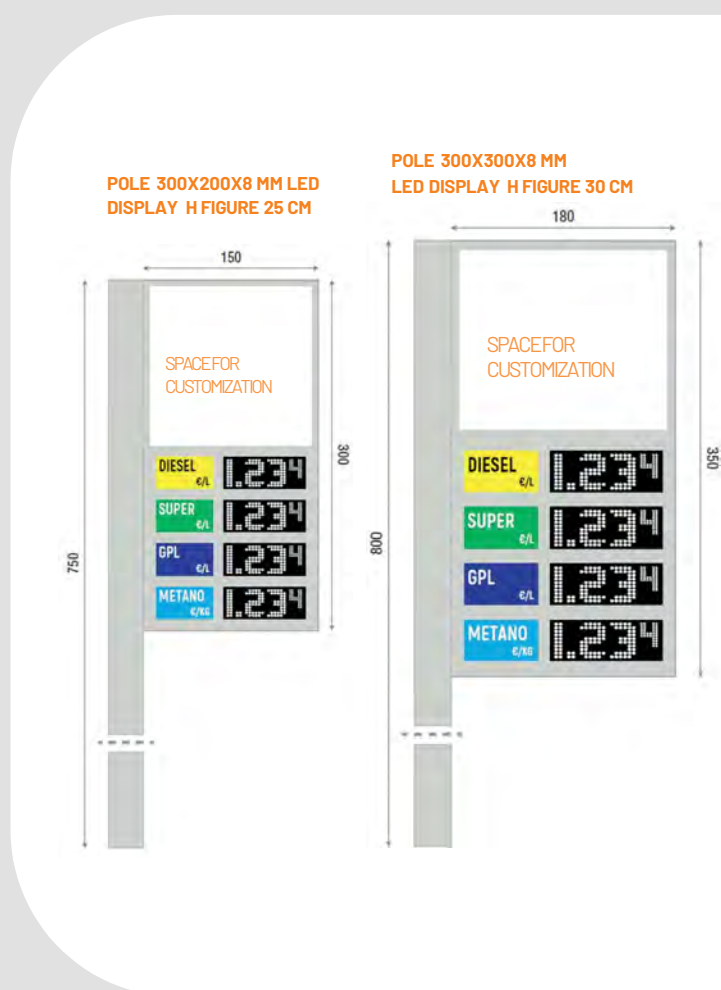 POLE 300X200X8 MM LED
DISPLAY H FIGURE 25 CM
150
SPACE FOR
CUSTOMIZATION
DIESEL
€/L
1.234
SUPER
€/L
1.234
GPL
€/L
1.234
METANO
€/KG
1.234
300
750
POLE 300X300X8 MM
LED DISPLAY H FIGURE 30 CM
180
SPACE FOR
CUSTOMIZATION
DIESEL
€/L
1.234
SUPER
€/L
1.234
GPL
€/L
1.234
METANO
€/KG
1.234
350
800